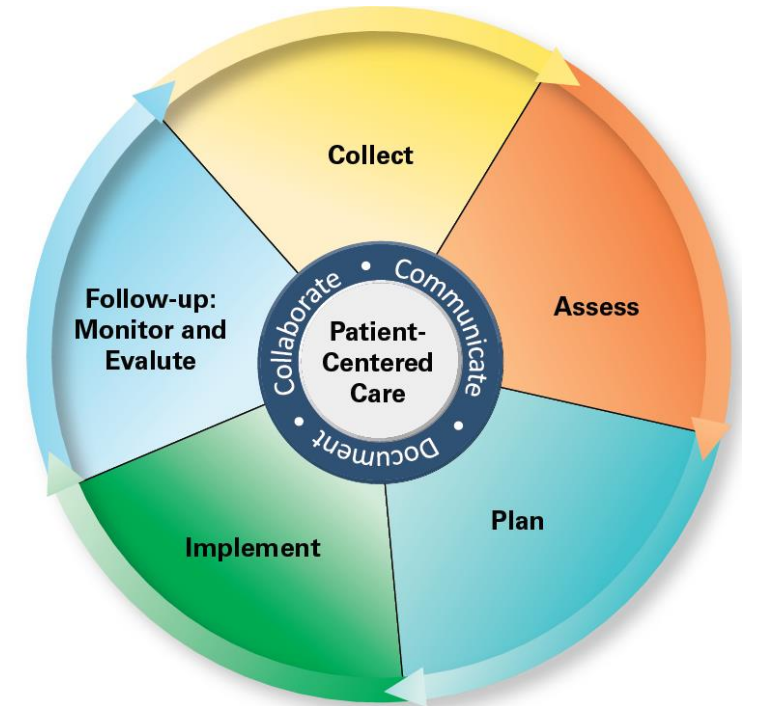 Collect
Assess
Plan
Implement
Follow-up:
Monitor and
Evalute
Collaborate • Communicate • Document •
Patient-
Centered
Care